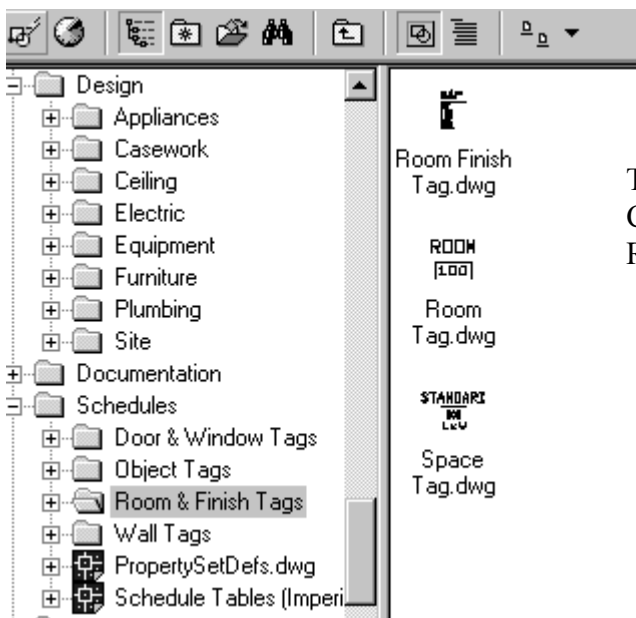 Design
Appliances
Casework
Ceiling
Electric
Equipment
Furniture
Plumbing
Site
Documentation
Schedules
Door & Window Tags
Object Tags
Room & Finish Tags
Wall Tags
PropertySetDefs.dwg
Schedule Tables (Imperi
Room Finish
Tag.dwg
ROOM
100
Room
Tag.dwg
STANDARD
Space
Tag.dwg
T
C
R